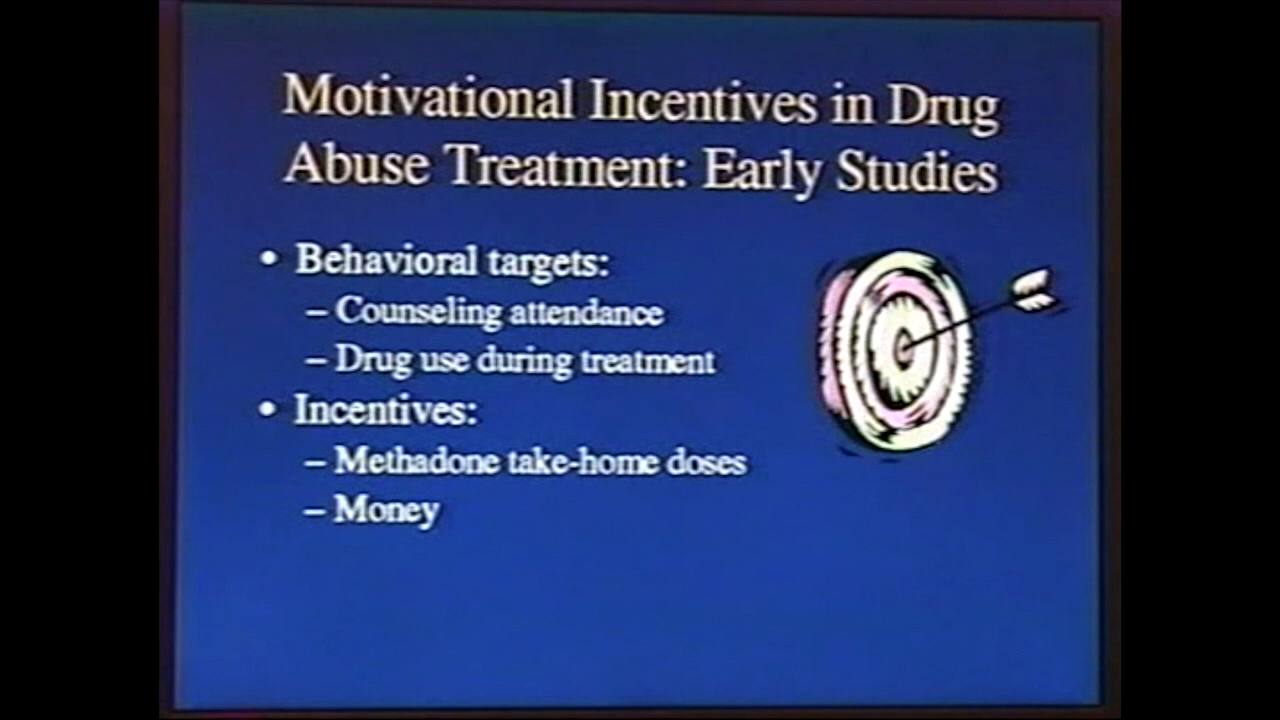 Motivational Incentives in Drug
Abuse Treatment: Early Studies
• Behavioral targets:
– Counseling attendance
– Drug use during treatment
• Incentives:
– Methadone take-home doses
– Money